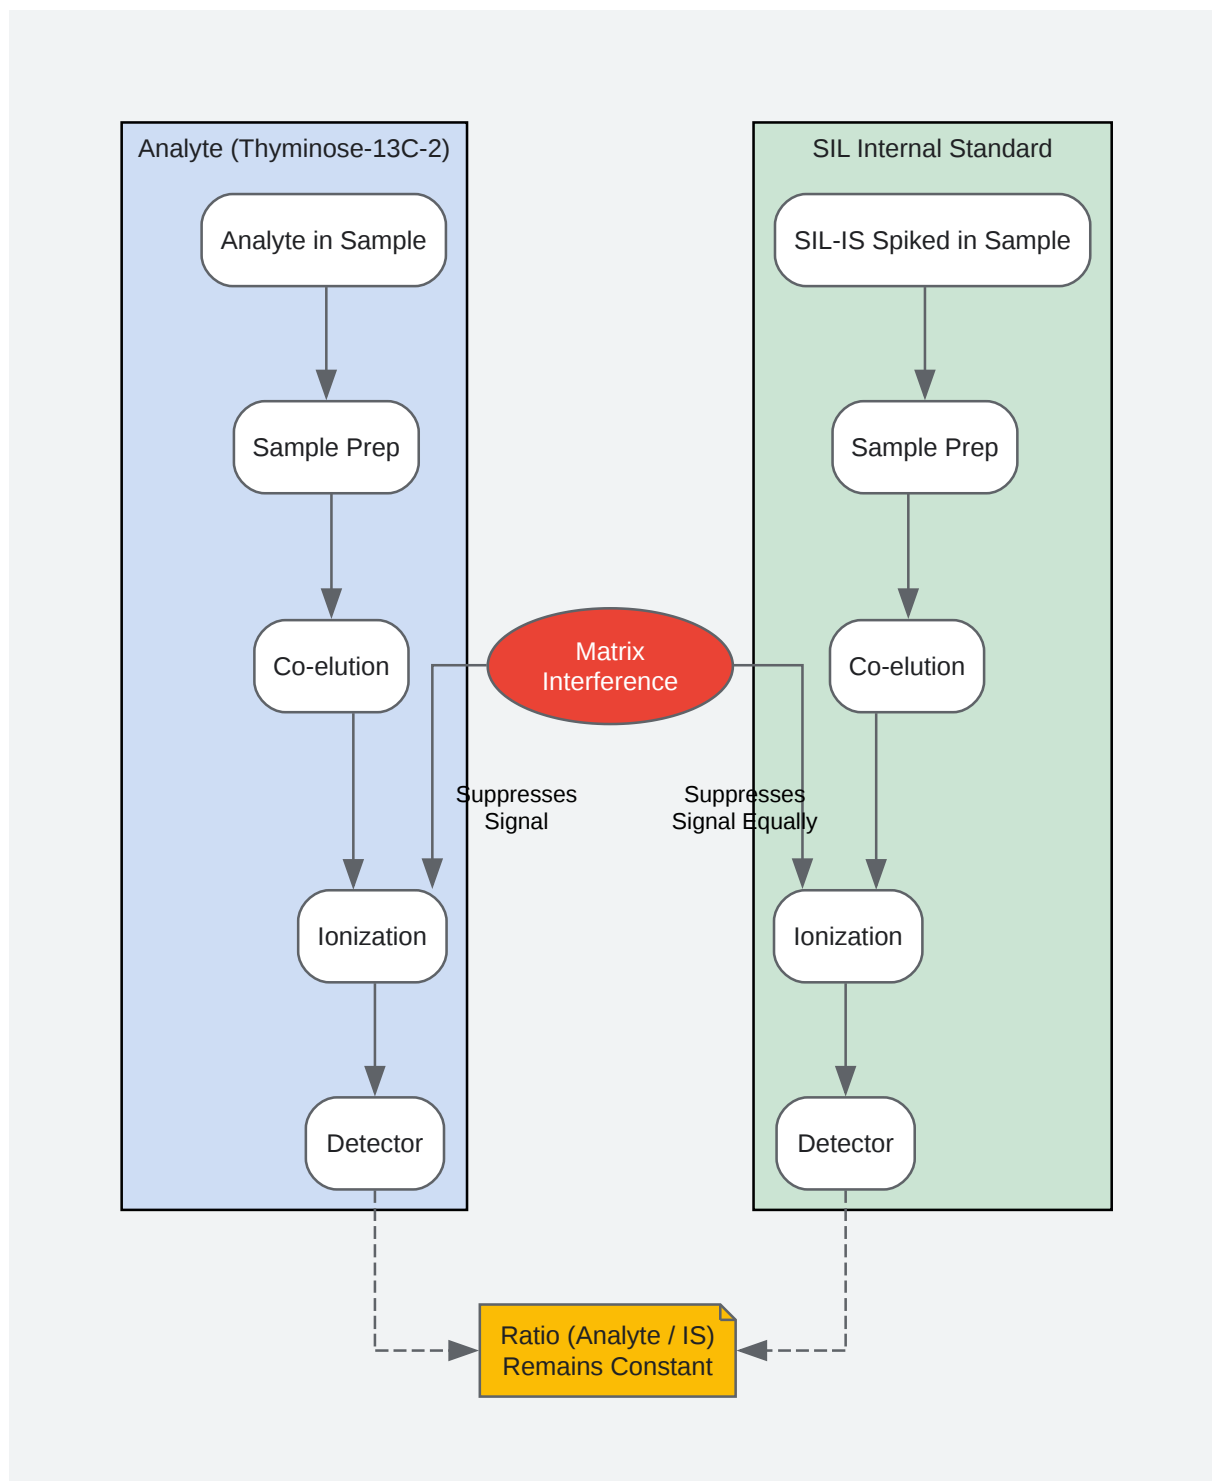 Analyte (Thyminose-13C-2)
Analyte in Sample
Sample Prep
Co-elution
Ionization
Detector
SIL Internal Standard
SIL-IS Spiked in Sample
Sample Prep
Co-elution
Ionization
Detector
Matrix
Interference
Suppresses
Signal
Suppresses
Signal Equally
Ratio (Analyte / IS)
Remains Constant